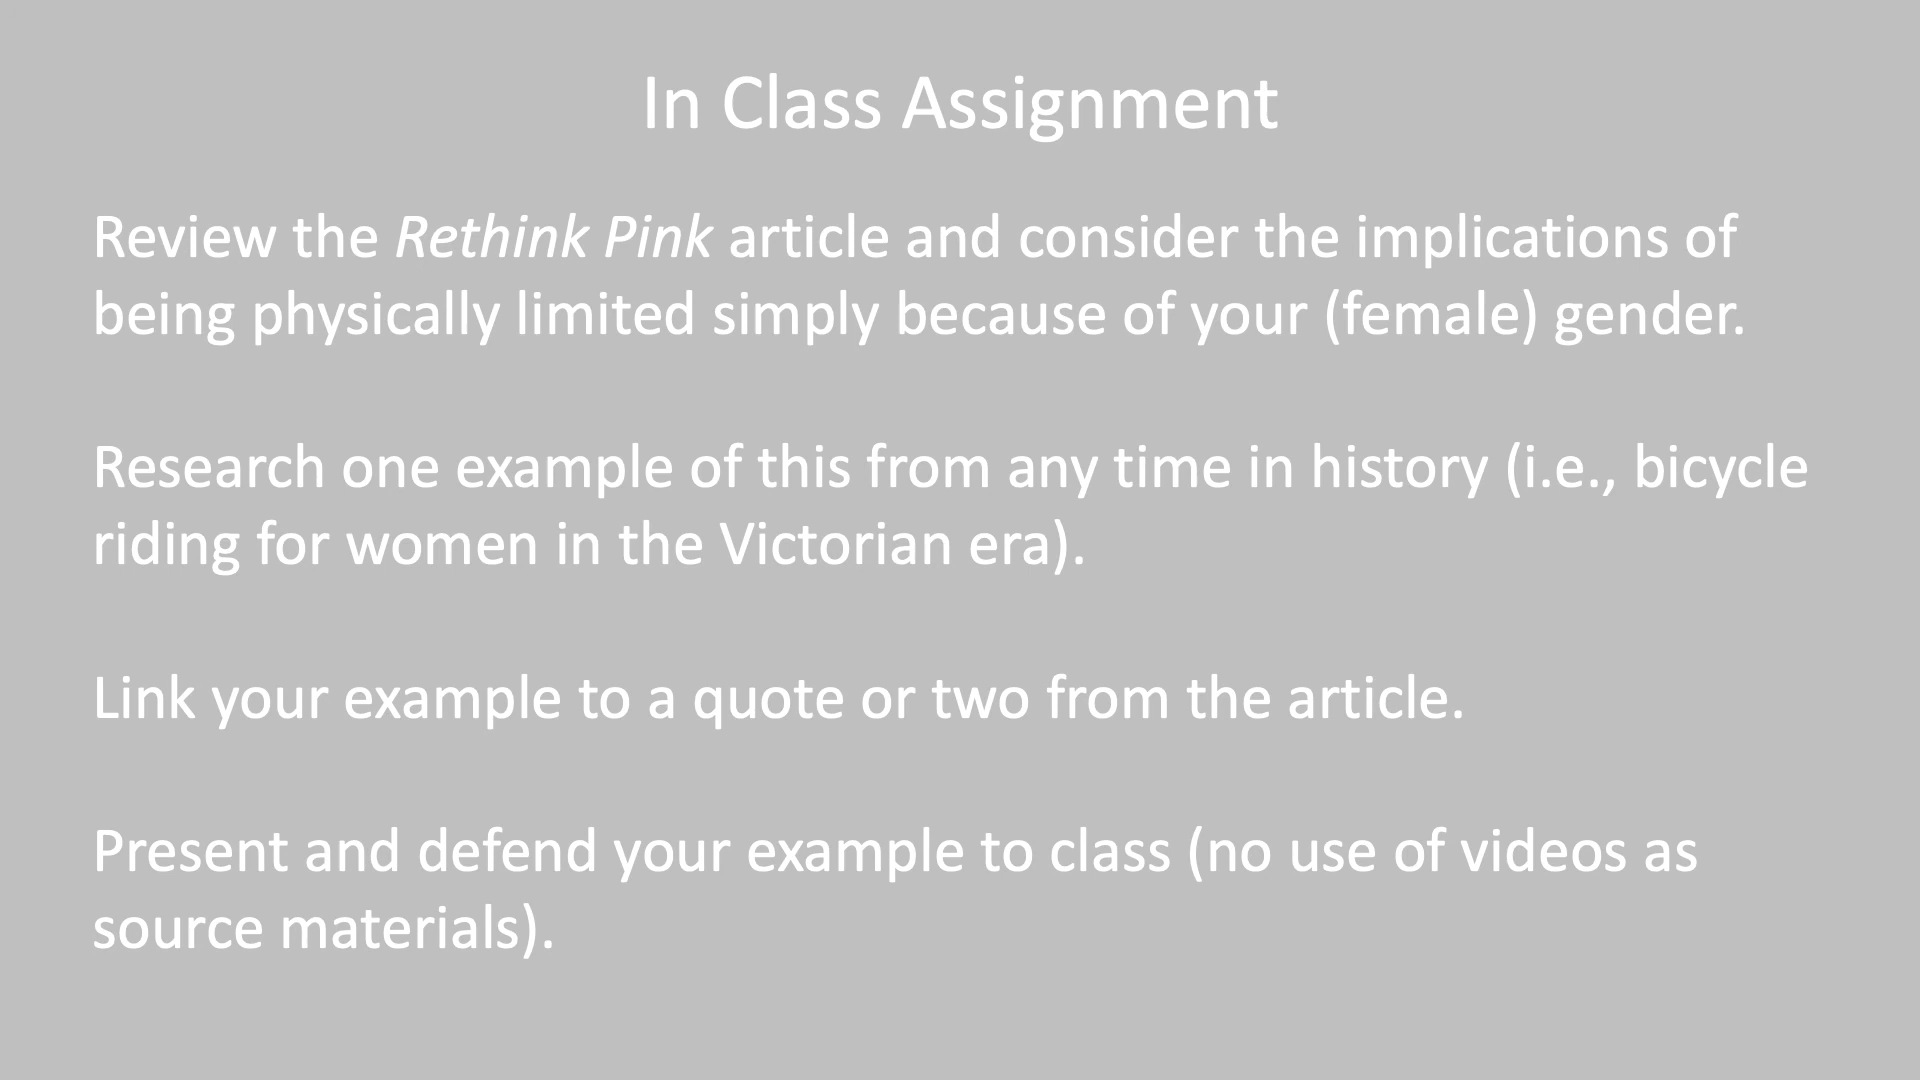 In Class Assignment
Review the Rethink Pink article and consider the implications of
being physically limited simply because of your (female) gender.
Research one example of this from any time in history (i.e., bicycle
riding for women in the Victorian era).
Link your example to a quote or two from the article.
Present and defend your example to class (no use of videos as
source materials).